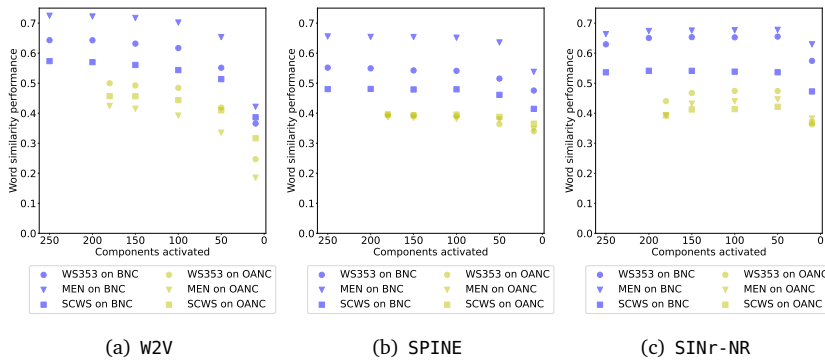 0.7
0.6
0.5
0.4
0.3
0.2
0.1
0.0
Word similarity performance
250 200 150 100 50 0
Components activated
WS353 on BNC WS353 on OANC
MEN on BNC MEN on OANC
SCWS on BNC SCWS on OANC
(a) W2V
0.7
0.6
0.5
0.4
0.3
0.2
0.1
0.0
Word similarity performance
250 200 150 100 50 0
Components activated
WS353 on BNC WS353 on OANC
MEN on BNC MEN on OANC
SCWS on BNC SCWS on OANC
(b) SPINE
0.7
0.6
0.5
0.4
0.3
0.2
0.1
0.0
Word similarity performance
250 200 150 100 50 0
Components activated
WS353 on BNC WS353 on OANC
MEN on BNC MEN on OANC
SCWS on BNC SCWS on OANC
(c) SINr-NR